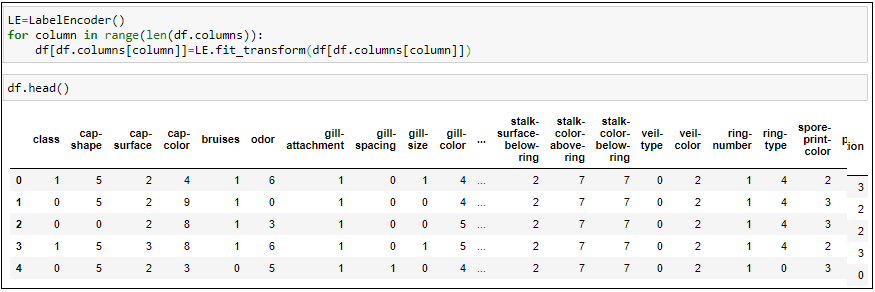 LE=LabelEncoder()
for column in range(len(df.columns)):
    df[df.columns[column]]=LE.fit_transform(df[df.columns[column]])
df.head()
class cap-shape cap-surface cap-color bruises odor gill-attachment gill-spacing gill-size gill-color ... stalk-surface-below-ring stalk-color-above-ring stalk-color-below-ring veil-type veil-color ring-number ring-type spore-print-color p ion
0 1 5 2 4 1 6 1 0 1 4 ... 2 7 7 0 2 1 4 2 3
1 0 5 2 9 1 0 1 0 0 4 ... 2 7 7 0 2 1 4 3 2
2 0 0 2 8 1 3 1 0 0 5 ... 2 7 7 0 2 1 4 3 2
3 1 5 3 8 1 6 1 0 1 5 ... 2 7 7 0 2 1 4 2 3
4 0 5 2 3 0 5 1 1 0 4 ... 2 7 7 0 2 1 0 3 0